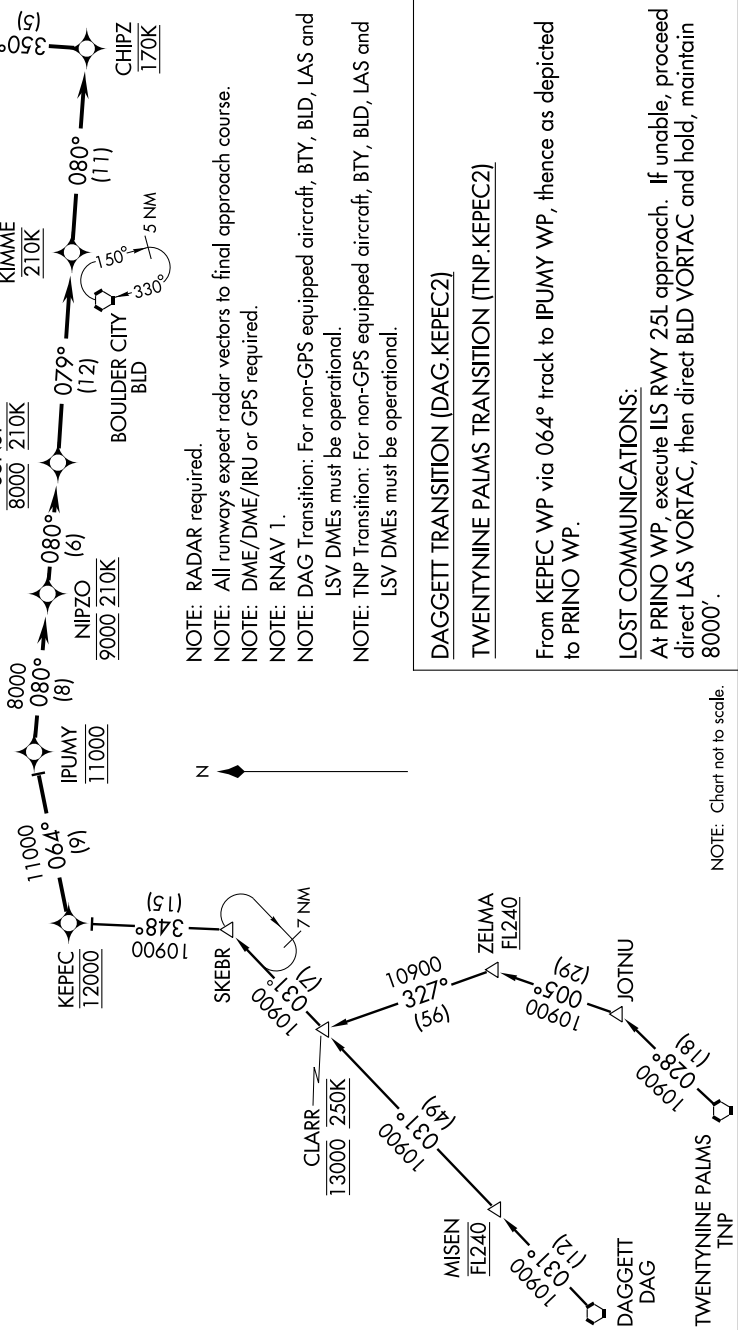 350°
(5)
CHIPZ
170K
080°
(11)
KIMME
210K
150°
5 NM
330°
BOULDER CITY
BLD
079°
(12)
8000 210K
080°
(6)
NIPZO
9000 210K
8000
080°
(8)
IPUMY
11000
11000
064°
(9)
KEPEC
12000
N
10900
348°
(15)
SKEBR
7 NM
10900
031°
(7)
CLARR
13000 250K
10900
327°
(56)
ZELMA
FL240
10900
005°
(29)
JOTNU
10900
028°
(18)
TWENTYNINE PALMS
TNP
10900
031°
(49)
MISEN
FL240
10900
031°
(12)
DAGGETT
DAG
NOTE: RADAR required.
NOTE: All runways expect radar vectors to final approach course.
NOTE: DME/DME/IRU or GPS required.
NOTE: RNAV 1.
NOTE: DAG Transition: For non-GPS equipped aircraft, BTY, BLD, LAS and
LSV DMEs must be operational.
NOTE: TNP Transition: For non-GPS equipped aircraft, BTY, BLD, LAS and
LSV DMEs must be operational.
DAGGETT TRANSITION (DAG.KEPEC2)
TWENTYNINE PALMS TRANSITION (TNP.KEPEC2)
From KEPEC WP via 064° track to IPUMY WP, thence as depicted
to PRINO WP.
LOST COMMUNICATIONS:
At PRINO WP, execute ILS RWY 25L approach. If unable, proceed
direct LAS VORTAC, then direct BLD VORTAC and hold, maintain
8000'.
NOTE: Chart not to scale.